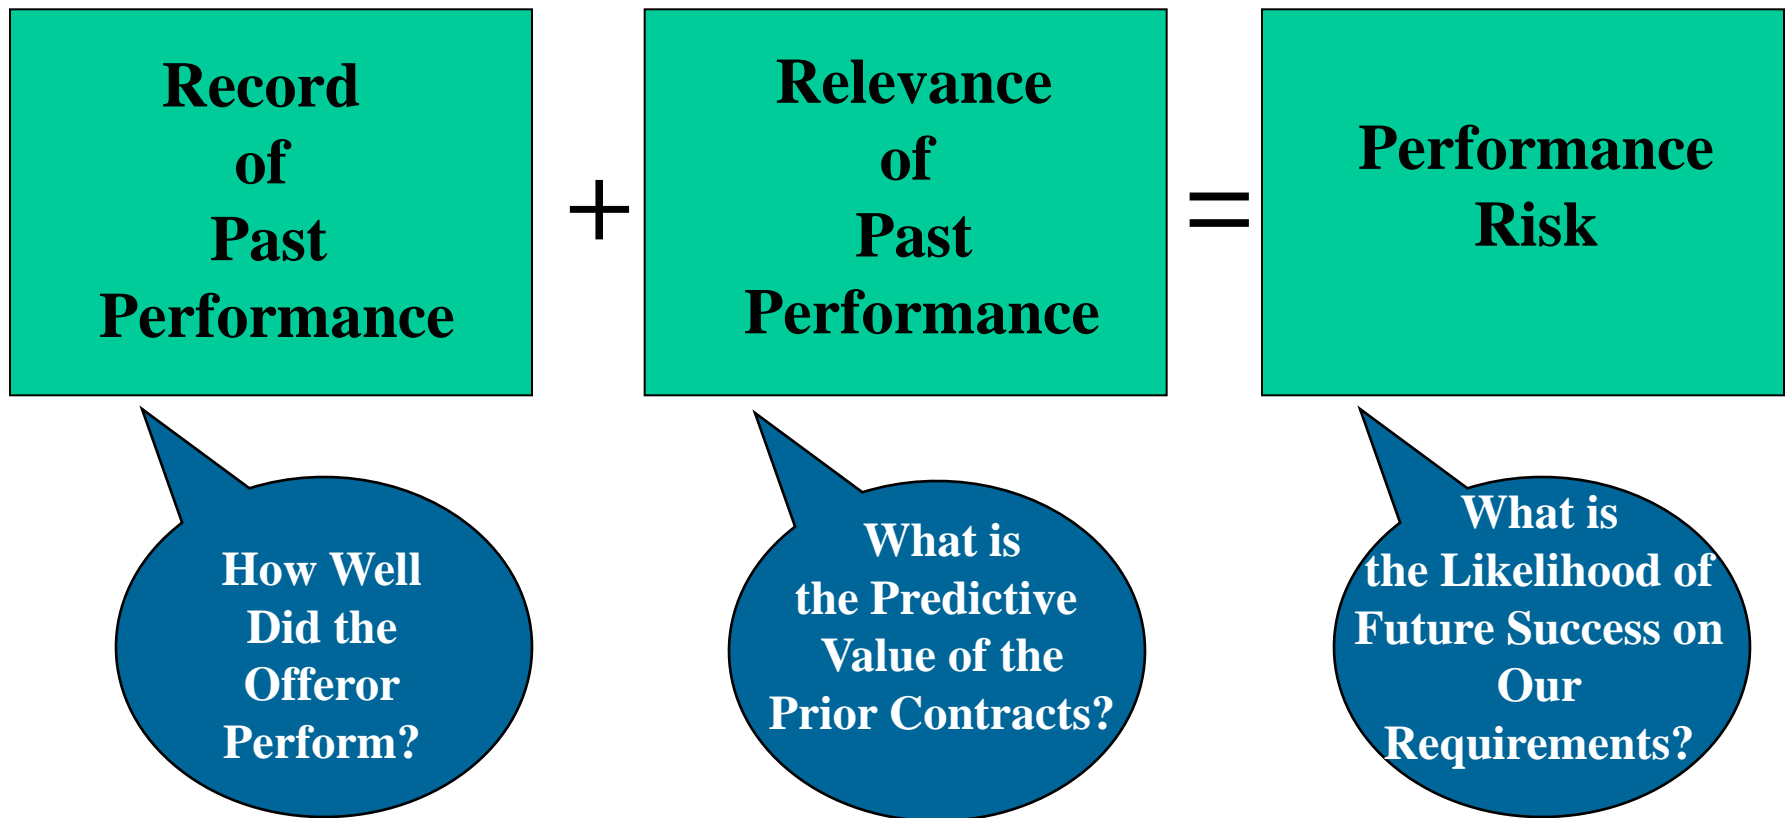 Record
of
Past
Performance
+
Relevance
of
Past
Performance
=
Performance
Risk
How Well
Did the
Offeror
Perform?
What is
the Predictive
Value of the
Prior Contracts?
What is
the Likelihood of
Future Success on
Our
Requirements?